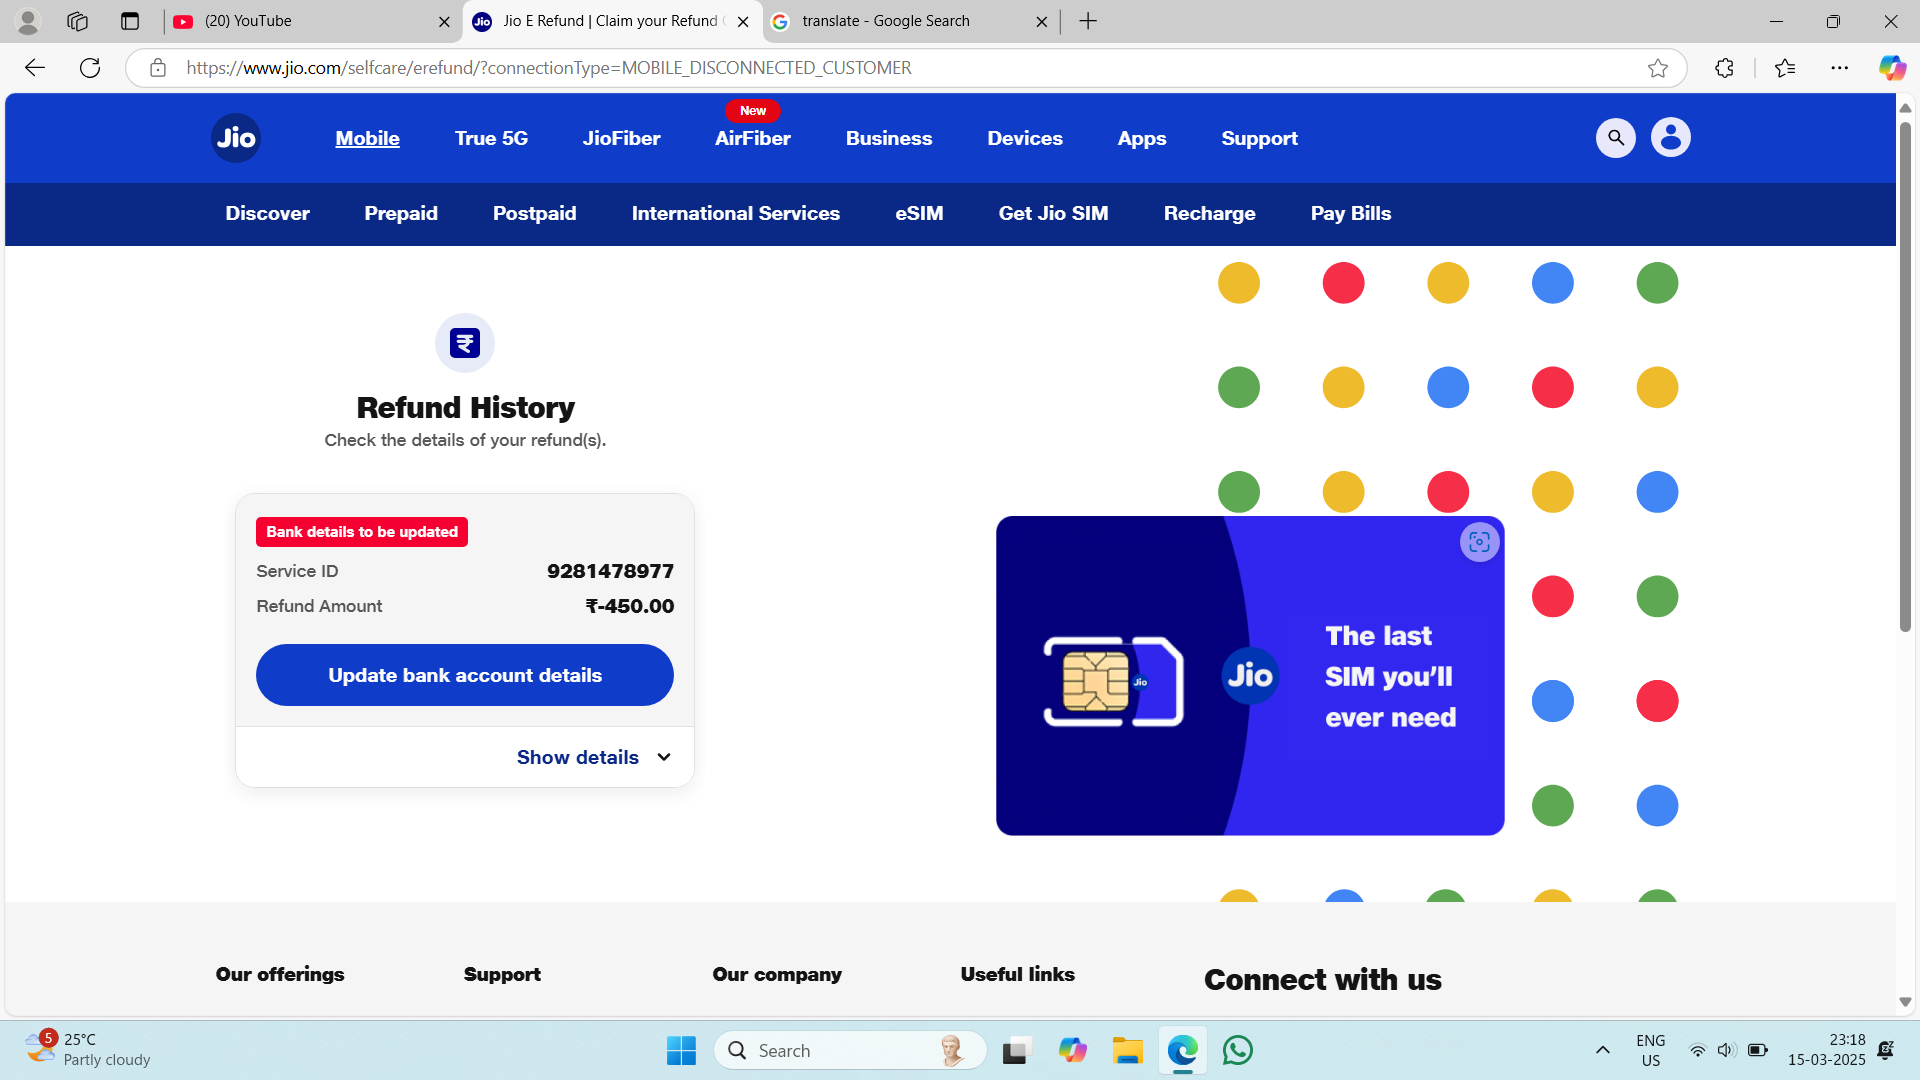 (20) YouTube
Jio E Refund | Claim your Refund
translate - Google Search
https://www.jio.com/selfcare/erefund/?connectionType=MOBILE_DISCONNECTED_CUSTOMER
New
Jio Mobile True 5G JioFiber AirFiber Business Devices Apps Support
Discover Prepaid Postpaid International Services eSIM Get Jio SIM Recharge Pay Bills
₹
Refund History
Check the details of your refund(s).
Bank details to be updated
Service ID 9281478977
Refund Amount ₹-450.00
Update bank account details
Show details
Jio
Jio
The last
SIM you’ll
ever need
Our offerings Support Our company Useful links Connect with us
5
25°C
Partly cloudy
Search
ENG
US
23:18
15-03-2025